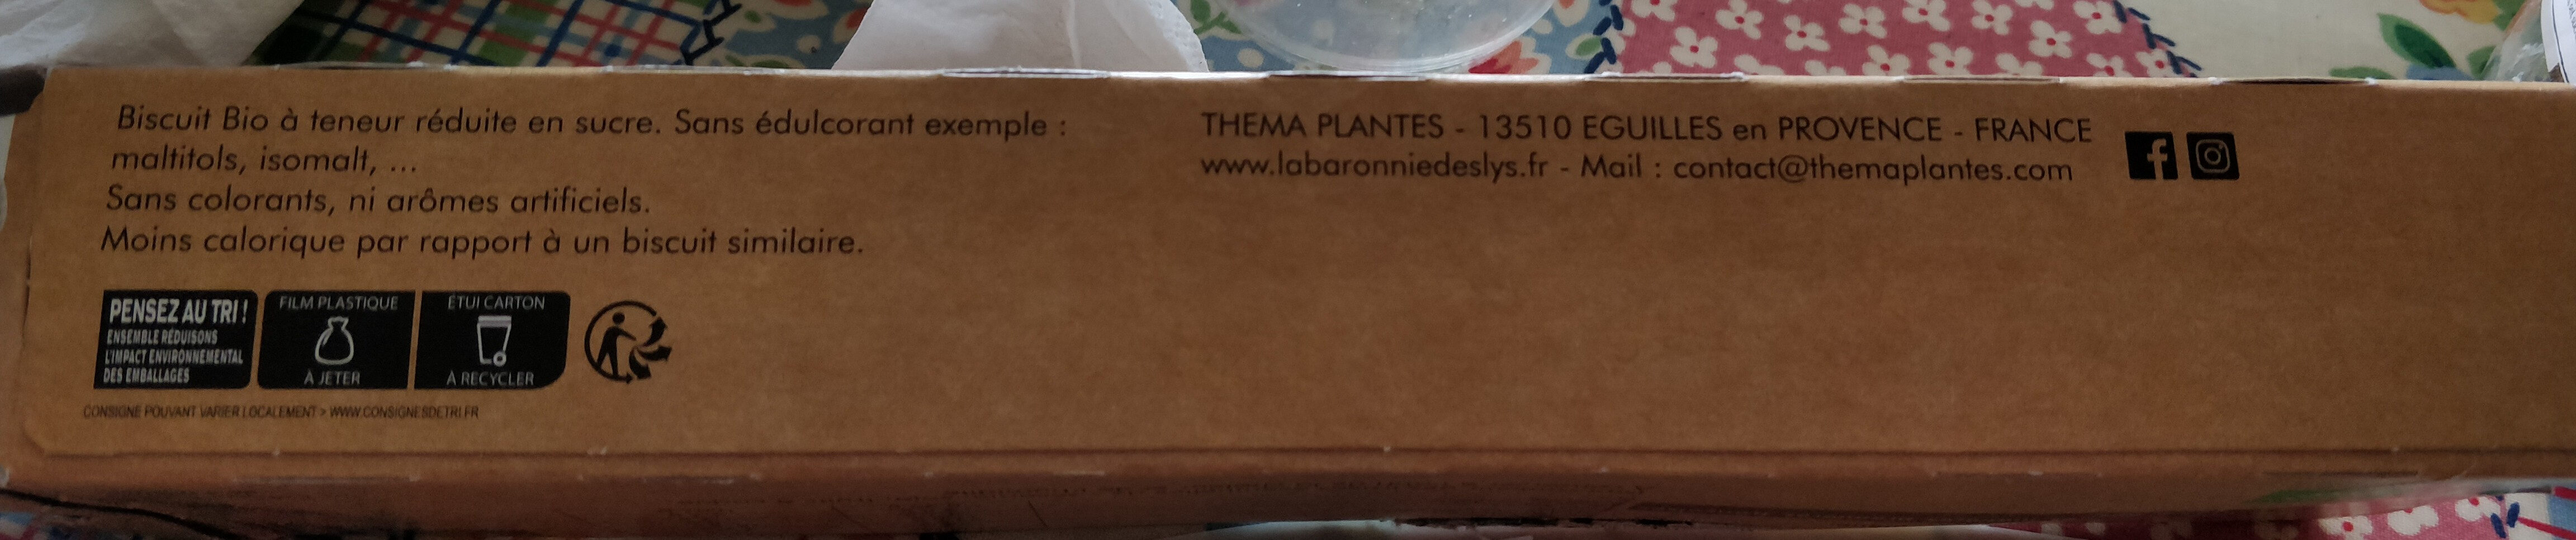 Biscuit Bio à teneur réduite en sucre. Sans édulcorant exemple :
maltitols, isomalt, ...
Sans colorants, ni arômes artificiels.
Moins calorique par rapport à un biscuit similaire.
THEMA PLANTES - 13510 EGUILLES en PROVENCE - FRANCE
www.labaronniedeslys.fr - Mail : contact@themaplantes.com
PENSEZ AU TRI !
ENSEMBLE RÉDUISONS
L'IMPACT ENVIRONNEMENTAL
DES EMBALLAGES
FILM PLASTIQUE
À JETER
ÉTUI CARTON
À RECYCLER
CONSIGNE POUVANT VARIER LOCALEMENT > WWW.CONSIGNESDETRI.FR